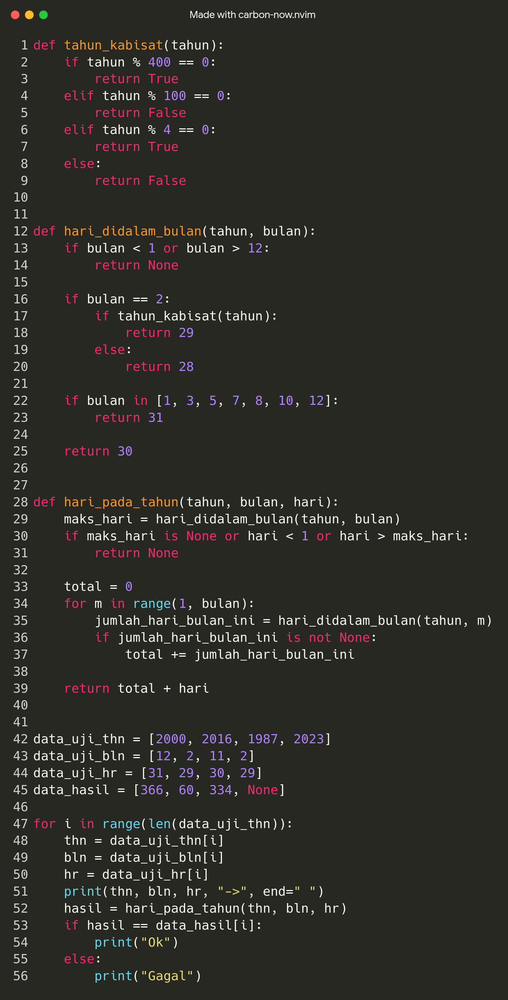 Made with carbon-now.nvim
1 def tahun_kabisat(tahun):
2     if tahun % 400 == 0:
3         return True
4     elif tahun % 100 == 0:
5         return False
6     elif tahun % 4 == 0:
7         return True
8     else:
9         return False
10
11
12 def hari_didalam_bulan(tahun, bulan):
13     if bulan < 1 or bulan > 12:
14         return None
15
16     if bulan == 2:
17         if tahun_kabisat(tahun):
18             return 29
19         else:
20             return 28
21
22     if bulan in [1, 3, 5, 7, 8, 10, 12]:
23         return 31
24
25     return 30
26
27
28 def hari_pada_tahun(tahun, bulan, hari):
29     maks_hari = hari_didalam_bulan(tahun, bulan)
30     if maks_hari is None or hari < 1 or hari > maks_hari:
31         return None
32
33     total = 0
34     for m in range(1, bulan):
35         jumlah_hari_bulan_ini = hari_didalam_bulan(tahun, m)
36         if jumlah_hari_bulan_ini is not None:
37             total += jumlah_hari_bulan_ini
38
39     return total + hari
40
41
42 data_uji_thn = [2000, 2016, 1987, 2023]
43 data_uji_bln = [12, 2, 11, 2]
44 data_uji_hr = [31, 29, 30, 29]
45 data_hasil = [366, 60, 334, None]
46
47 for i in range(len(data_uji_thn)):
48     thn = data_uji_thn[i]
49     bln = data_uji_bln[i]
50     hr = data_uji_hr[i]
51     print(thn, bln, hr, "->", end=" ")
52     hasil = hari_pada_tahun(thn, bln, hr)
53     if hasil == data_hasil[i]:
54         print("Ok")
55     else:
56         print("Gagal")